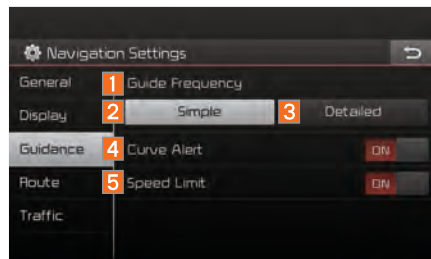 Navigation Settings
General
1 Guide Frequency
Display
2 Simple
3 Detailed
Guidance
4 Curve Alert
ON
Route
5 Speed Limit
ON
Traffic